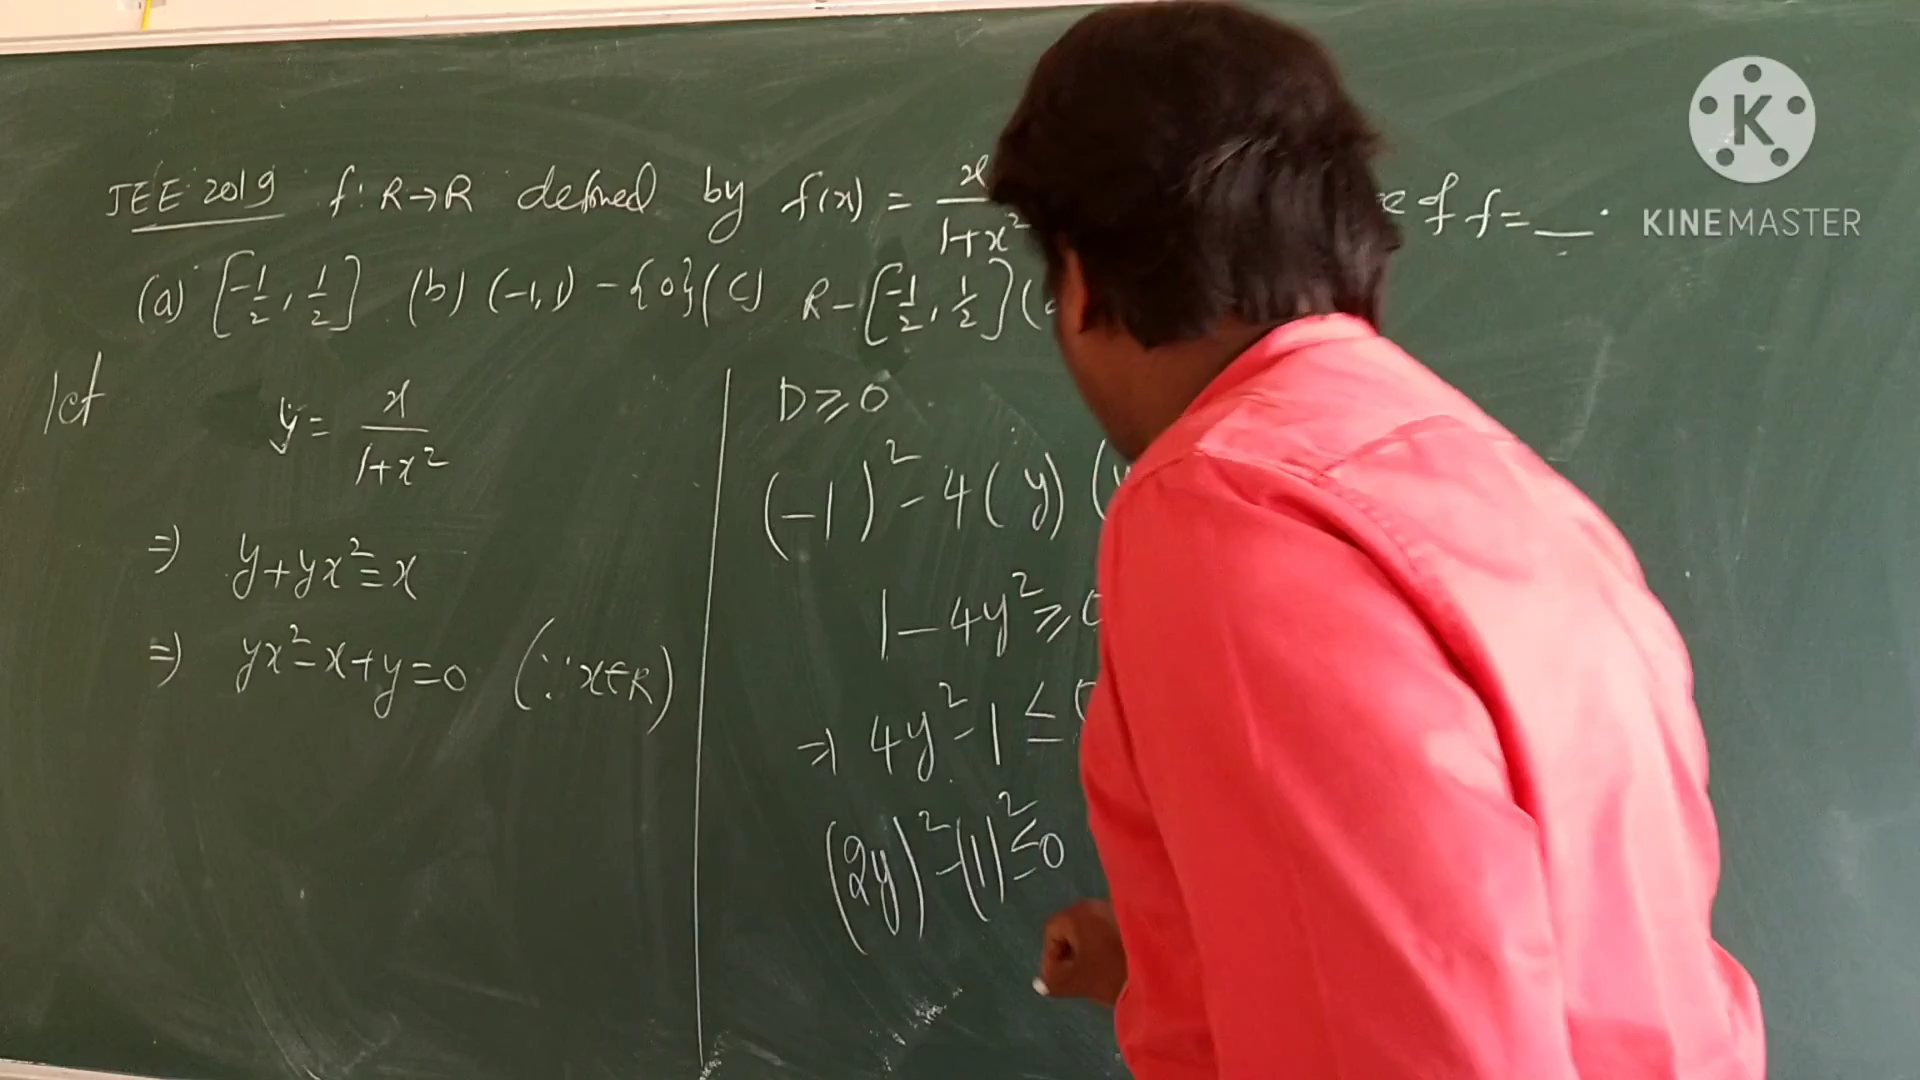 JEE 2019 f: R→R defined by f(x) = x/1+x² of f = __.
(a) [-1/2, 1/2] (b) (-1,1) - {0} (c) R - [-1/2, 1/2] (
let y = x/1+x²
⇒ y+yx²=x
⇒ yx²-x+y=0 (∵ x∈R)
D ≥ 0
(-1)² - 4(y)(
1-4y² ≥ 0
⇒ 4y²-1 ≤ 0
(2y)²-(1)² ≤ 0
K
KINEMASTER